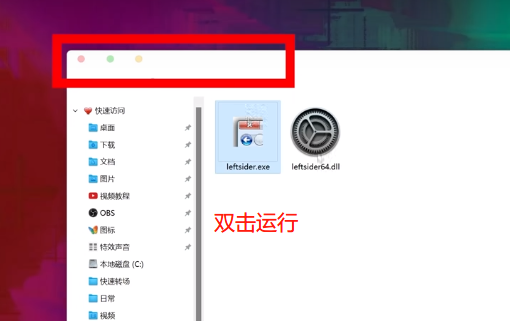 快速访问
桌面
下载
文档
图片
视频教程
OBS
图标
特效声音
本地磁盘 (C:)
快速转场
日常
视频
leftsider.exe
leftsider64.dll
双击运行